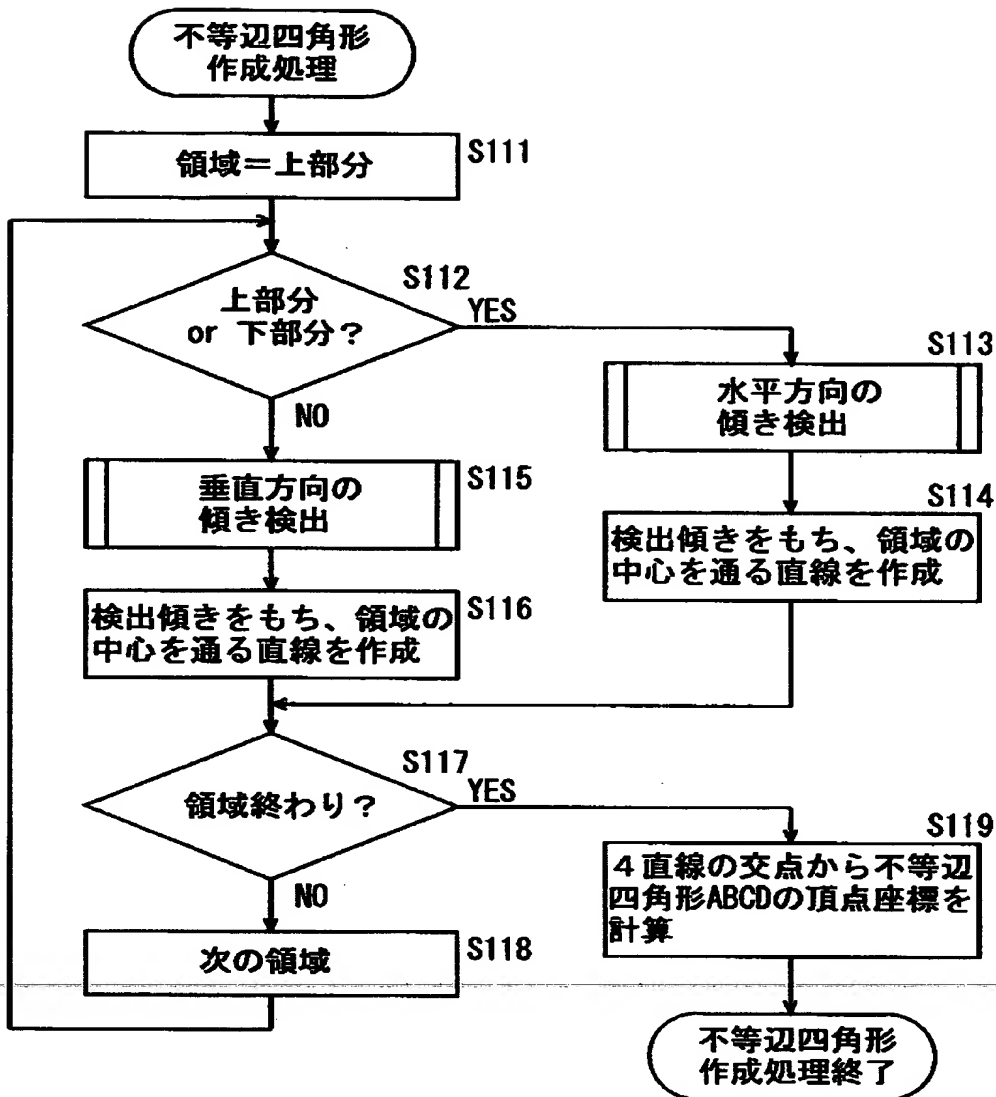 不等辺四角形
作成処理
領域＝上部分
S111
S112
上部分
or 下部分？
YES
NO
S113
水平方向の
傾き検出
S114
検出傾きをもち、領域の
中心を通る直線を作成
垂直方向の
傾き検出
S115
S116
検出傾きをもち、領域の
中心を通る直線を作成
S117
領域終わり？
YES
NO
S118
次の領域
S119
４直線の交点から不等辺
四角形ABCDの頂点座標を
計算
不等辺四角形
作成処理終了